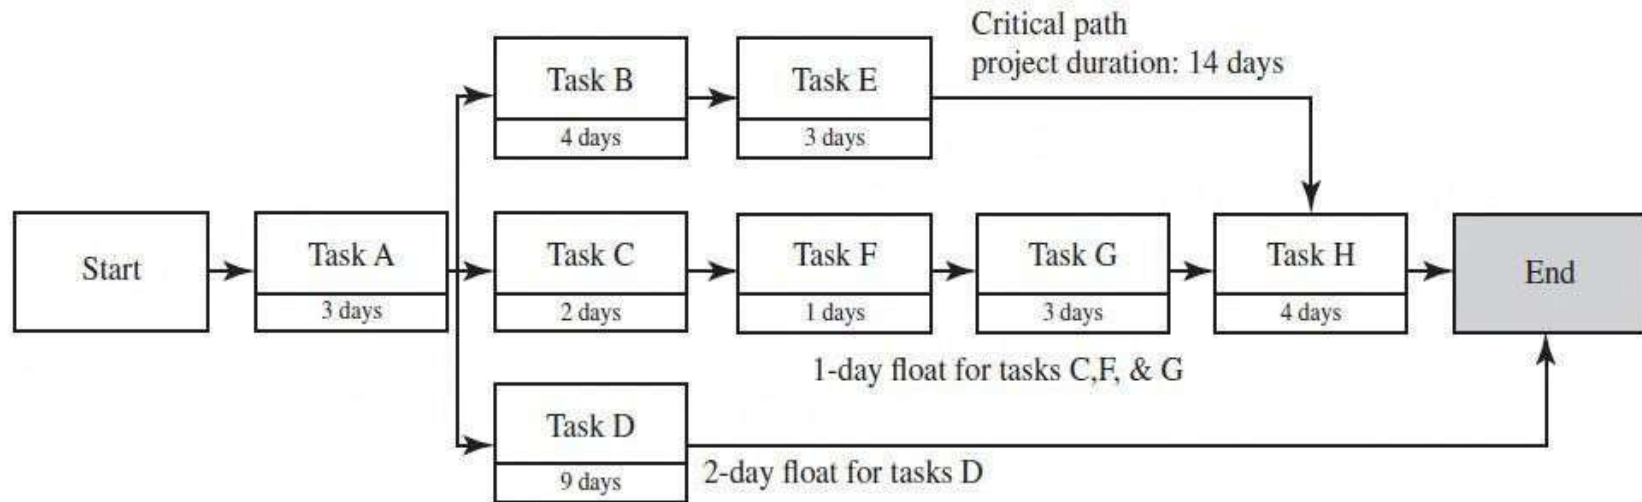 Critical path
project duration: 14 days
Task B
4 days
Task E
3 days
Start
Task A
3 days
Task C
2 days
Task F
1 days
Task G
3 days
Task H
4 days
End
1-day float for tasks C,F, & G
Task D
9 days
2-day float for tasks D